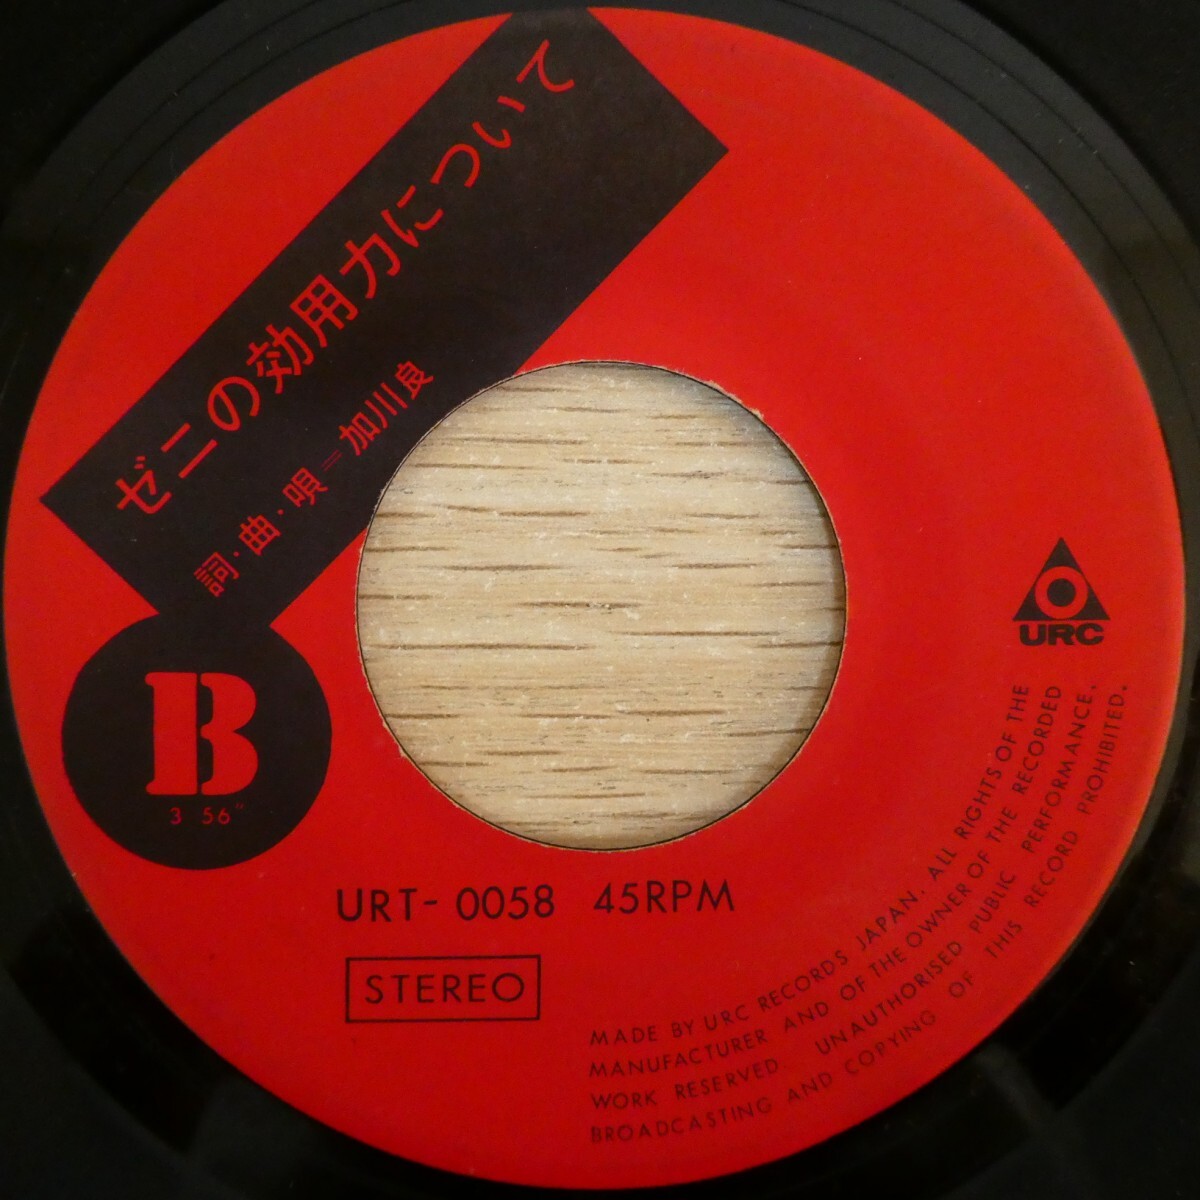 ゼニの効用力について
詞・曲・唄=加川良
B
3 56"
URT-0058 45RPM
STEREO
URC
MADE BY URC RECORDS JAPAN. ALL RIGHTS OF THE
MANUFACTURER AND OF THE OWNER OF THE RECORDED
WORK RESERVED. UNAUTHORISED PUBLIC PERFORMANCE,
BROADCASTING AND COPYING OF THIS RECORD PROHIBITED.